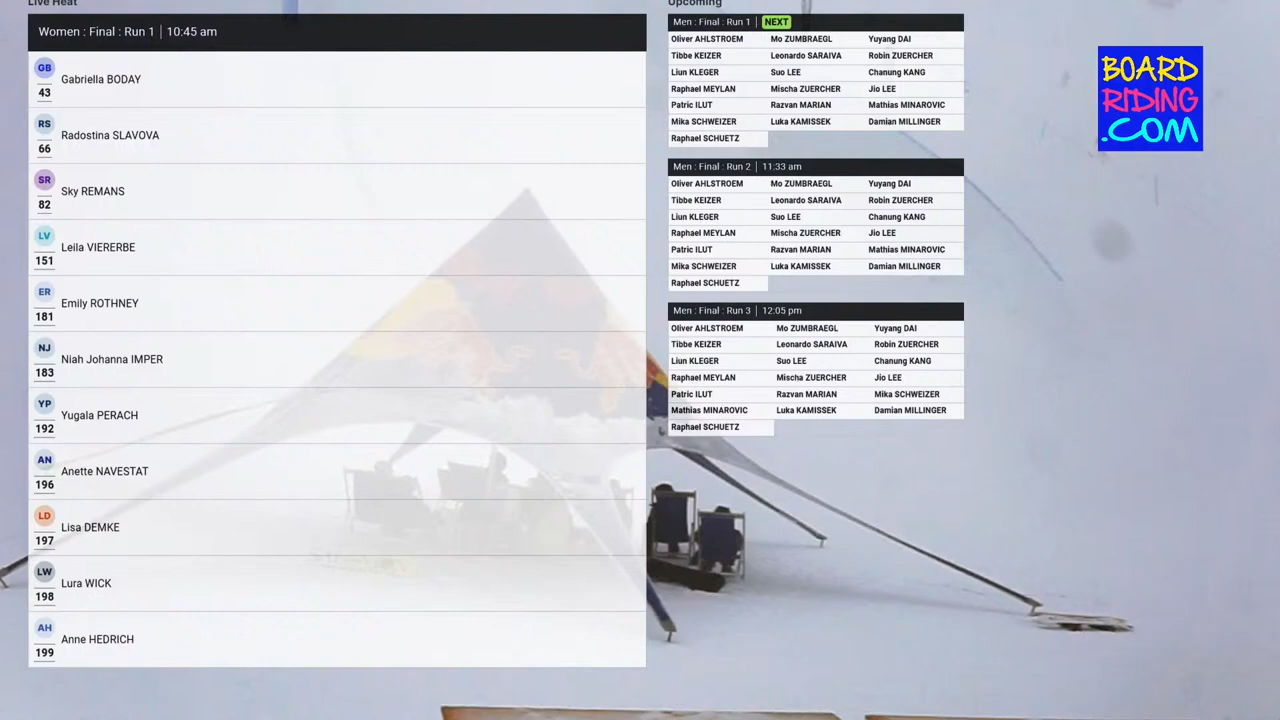 Live Heat
Women : Final : Run 1 | 10:45 am
GB
Gabriella BODAY
43
RS
Radostina SLAVOVA
66
SR
82
LV
Leila VIERERBE
151
ER
Emily ROTHNEY
181
NJ
Niah Johanna IMPER
183
YP
Yugala PERACH
192
AN
Anette NAVESTAT
196
LD
Lisa DEMKE
197
LW
Lura WICK
198
AH
Anne HEDRICH
199
Upcoming
Men : Final : Run 1 | NEXT
Oliver AHLSTROEM Mo ZUMBRAEGL Yuyang DAI
Tibbe KEIZER Leonardo SARAIVA Robin ZUERCHER
Liun KLEGER Suo LEE Chanung KANG
Raphael MEYLAN Mischa ZUERCHER Jio LEE
Patric ILUT Razvan MARIAN Mathias MINAROVIC
Mika SCHWEIZER Luka KAMISSEK Damian MILLINGER
Raphael SCHUETZ
Men : Final : Run 2 | 11:33 am
Oliver AHLSTROEM Mo ZUMBRAEGL Yuyang DAI
Tibbe KEIZER Leonardo SARAIVA Robin ZUERCHER
Liun KLEGER Suo LEE Chanung KANG
Raphael MEYLAN Mischa ZUERCHER Jio LEE
Patric ILUT Razvan MARIAN Mathias MINAROVIC
Mika SCHWEIZER Luka KAMISSEK Damian MILLINGER
Raphael SCHUETZ
Men : Final : Run 3 | 12:05 pm
Oliver AHLSTROEM Mo ZUMBRAEGL Yuyang DAI
Tibbe KEIZER Leonardo SARAIVA Robin ZUERCHER
Liun KLEGER Suo LEE Chanung KANG
Raphael MEYLAN Mischa ZUERCHER Jio LEE
Patric ILUT Razvan MARIAN Mika SCHWEIZER
Mathias MINAROVIC Luka KAMISSEK Damian MILLINGER
Raphael SCHUETZ
BOARD
RIDING
.COM